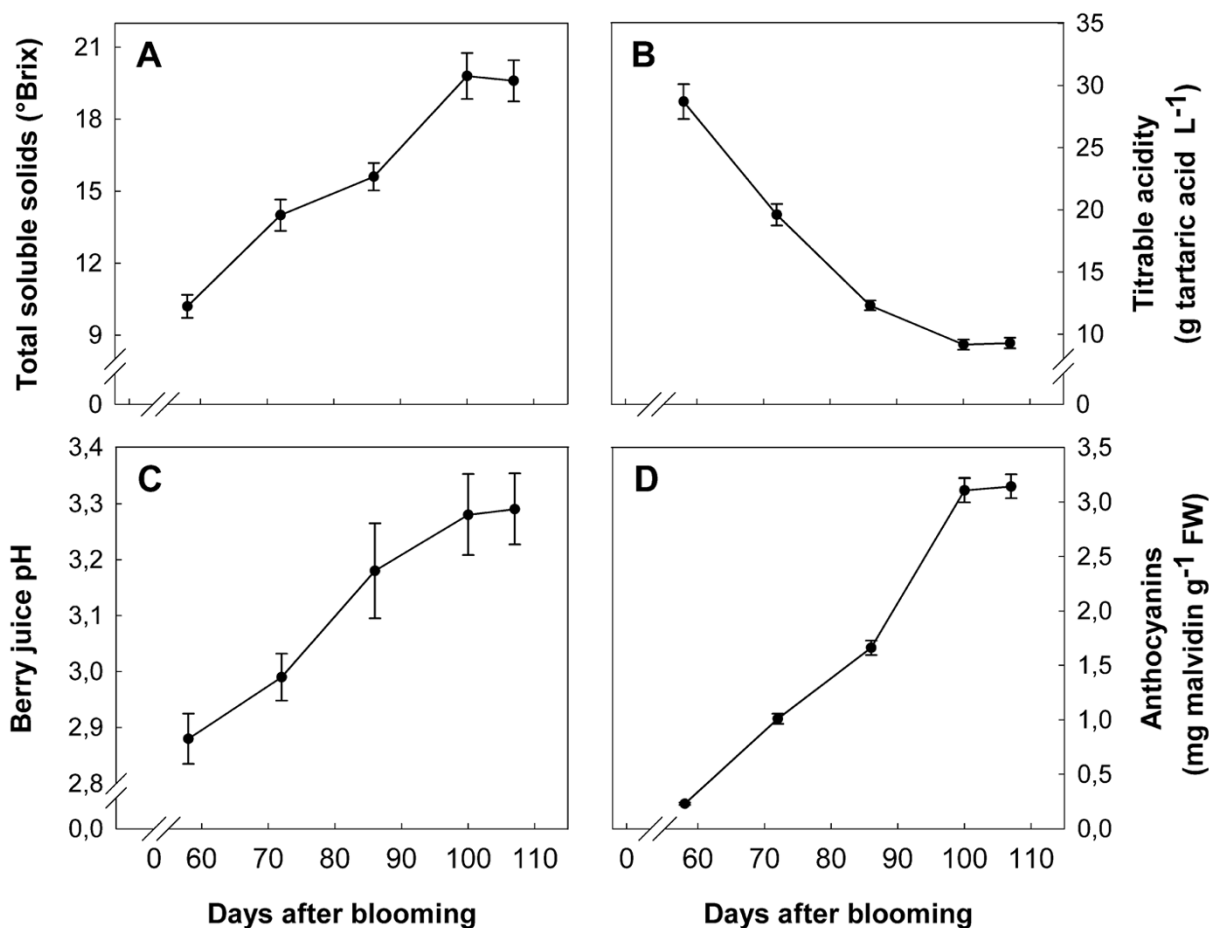 A
Total soluble solids (°Brix)
21
18
15
12
9
0
B
Titrable acidity
(g tartaric acid L-1)
35
30
25
20
15
10
0
C
Berry juice pH
3,4
3,3
3,2
3,1
3,0
2,9
2,8
0,0
0 60 70 80 90 100 110
Days after blooming
D
Anthocyanins
(mg malvidin g-1 FW)
3,5
3,0
2,5
2,0
1,5
1,0
0,5
0,0
0 60 70 80 90 100 110
Days after blooming